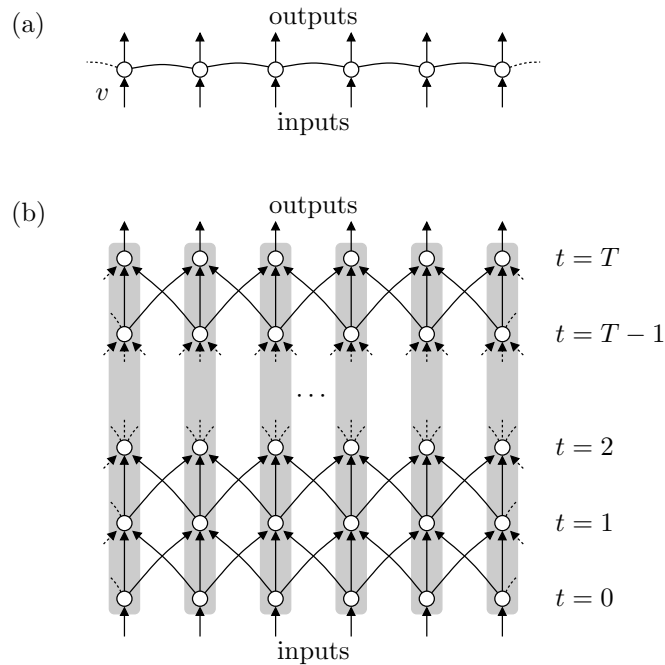 (a)
outputs
v
inputs
(b)
outputs
t = T
t = T − 1
...
t = 2
t = 1
t = 0
inputs